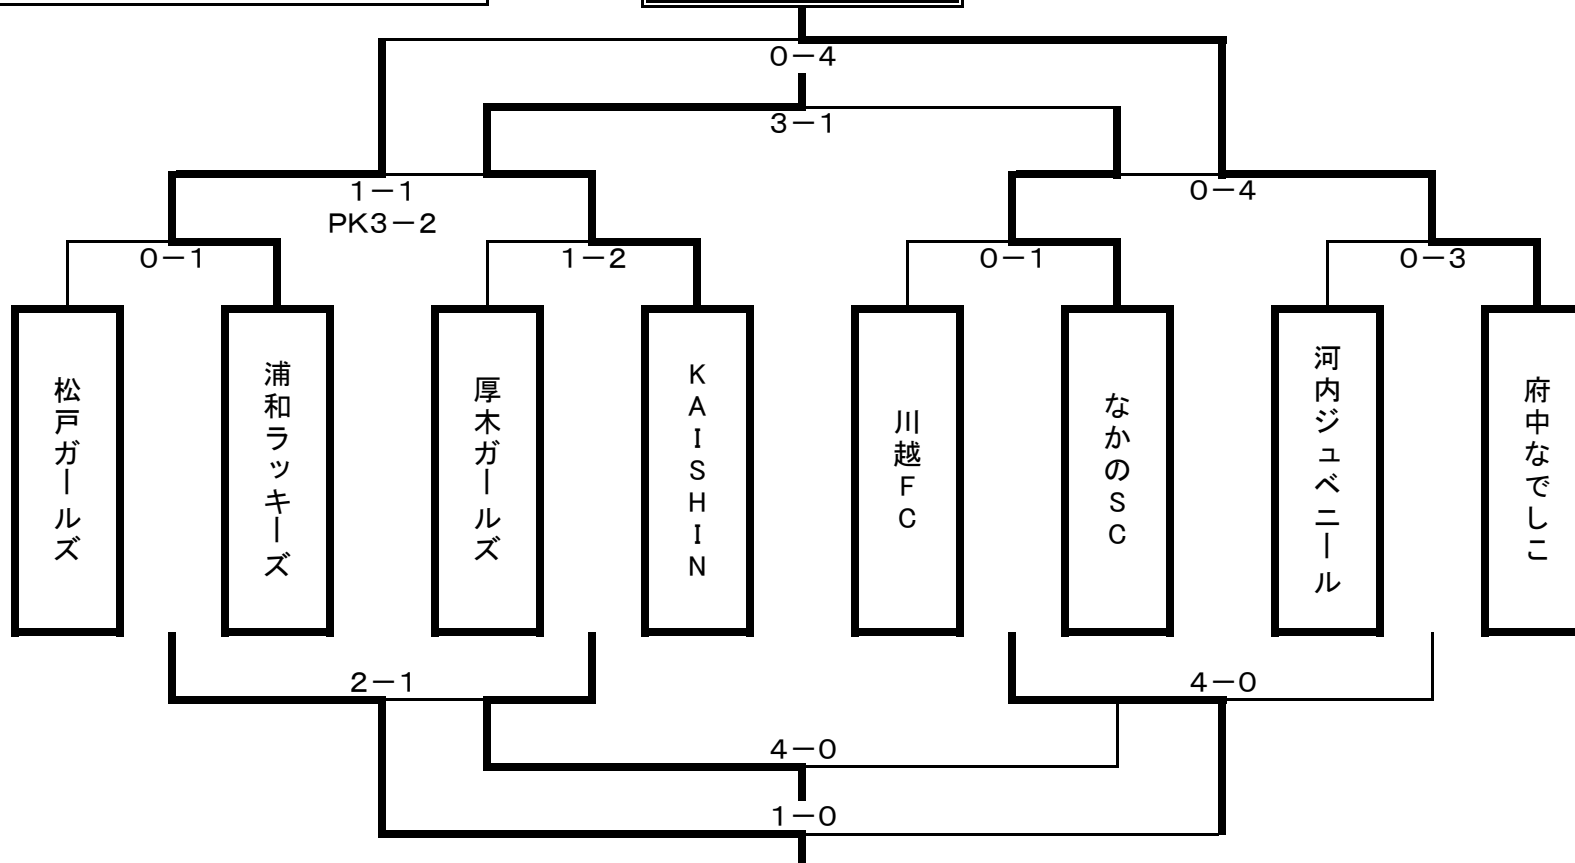 0－4
3－1
1－1
PK3－2
0－4
0－1
1－2
0－1
0－3
松戸ガールズ
浦和ラッキーズ
厚木ガールズ
KAISHIN
川越FC
なかのSC
河内ジュベニール
府中なでしこ
2－1
4－0
4－0
1－0